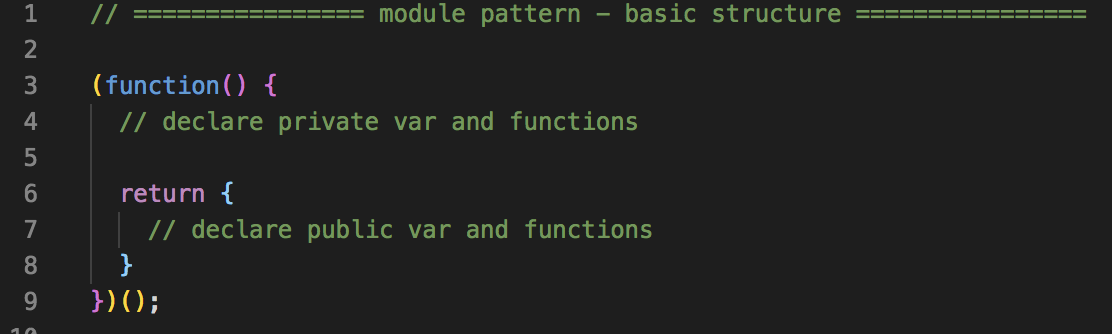 1 // ================ module pattern - basic structure ================
2
3 (function() {
4 // declare private var and functions
5
6 return {
7 // declare public var and functions
8 }
9 })();
10